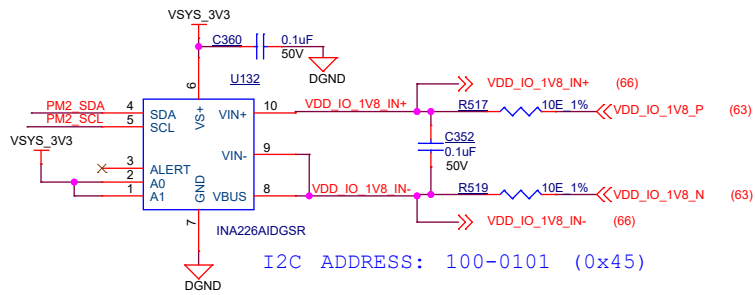 VSYS_3V3
C360
0.1uF
50V
DGND
U132
6
VS+
PM2_SDA
4
SDA
VIN+
10
VDD_IO_1V8_IN+
VDD_IO_1V8_IN+ (66)
R517
10E_1%
VDD_IO_1V8_P (63)
PM2_SCL
5
SCL
VSYS_3V3
C352
0.1uF
50V
VIN-
9
3
ALERT
2
A0
1
A1
GND
VBUS
8
VDD_IO_1V8_IN-
R519
10E_1%
VDD_IO_1V8_N (63)
7
VDD_IO_1V8_IN- (66)
INA226AIDGSR
DGND
I2C ADDRESS: 100-0101 (0x45)